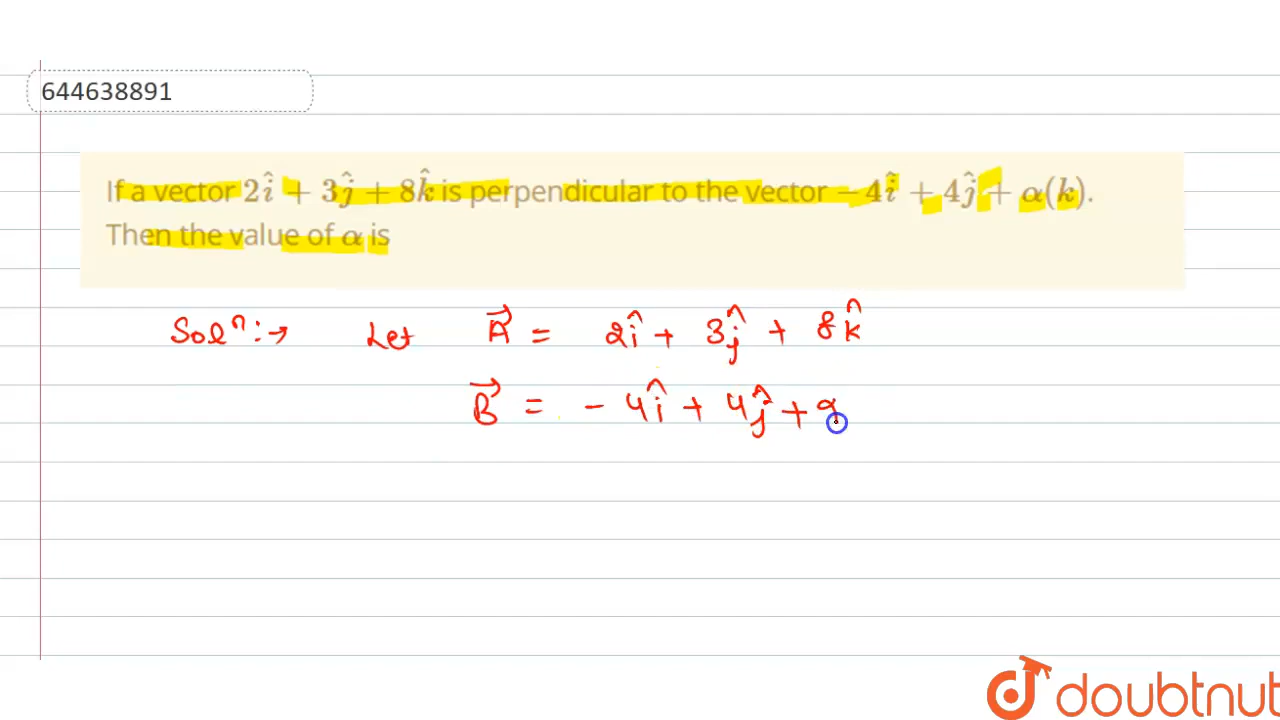 644638891
If a vector 2î + 3ĵ + 8k̂ is perpendicular to the vector −4î + 4ĵ + α(k).
Then the value of α is
Solⁿ :→ Let A⃗ = 2î + 3ĵ + 8k̂
B⃗ = - 4î + 4ĵ +
doubtnut